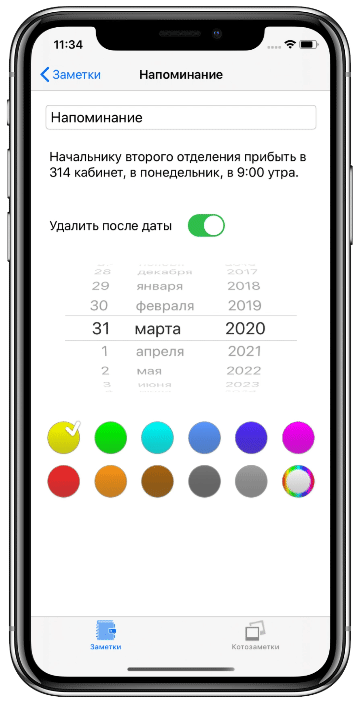 11:34
Заметки
Напоминание
Напоминание
Начальнику второго отделения прибыть в
314 кабинет, в понедельник, в 9:00 утра.
Удалить после даты
28 декабря 2017
29 января 2018
30 февраля 2019
31 марта 2020
1 апреля 2021
2 мая 2022
3 июня 2023
Заметки
Котозаметки